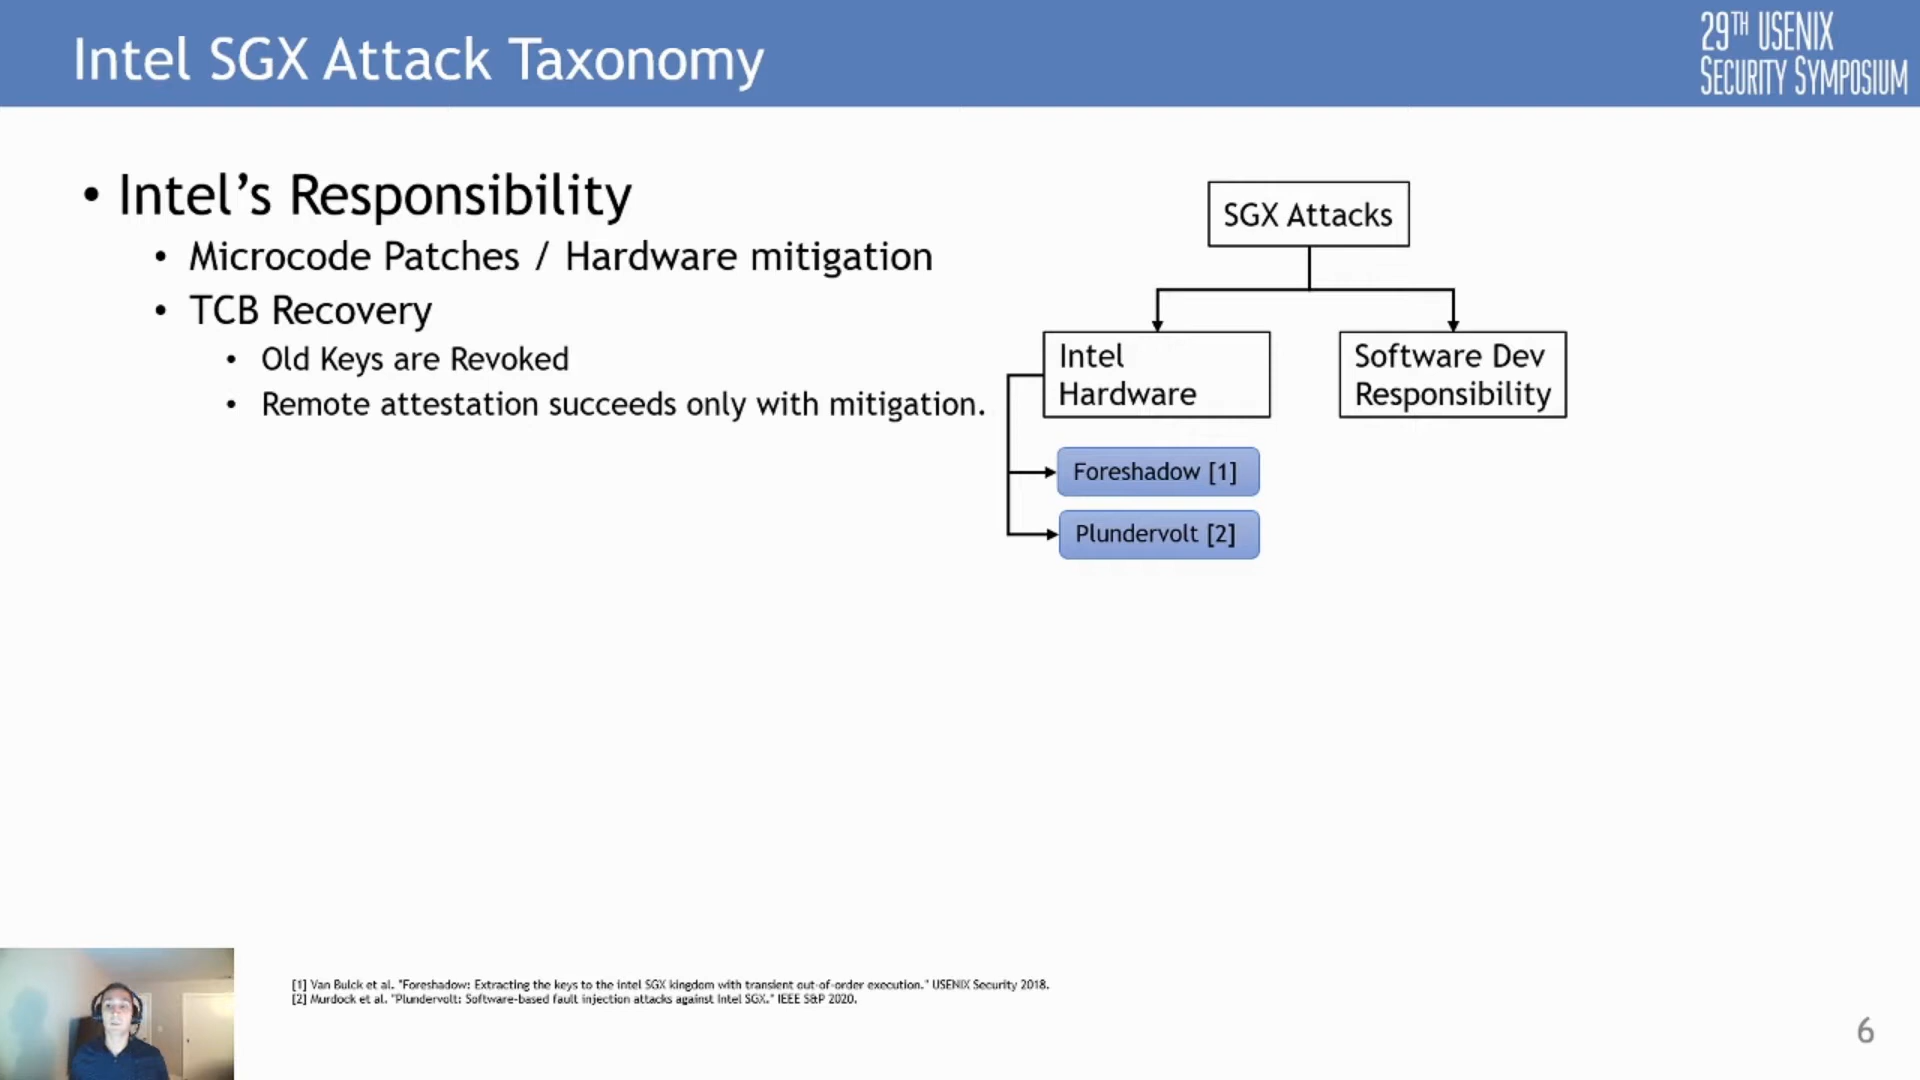 Intel SGX Attack Taxonomy
29TH USENIX
SECURITY SYMPOSIUM
• Intel’s Responsibility
• Microcode Patches / Hardware mitigation
• TCB Recovery
• Old Keys are Revoked
• Remote attestation succeeds only with mitigation.
SGX Attacks
Intel
Hardware
Software Dev
Responsibility
Foreshadow [1]
Plundervolt [2]
[1] Van Bulck et al. "Foreshadow: Extracting the keys to the intel SGX kingdom with transient out-of-order execution." USENIX Security 2018.
[2] Murdock et al. "Plundervolt: Software-based fault injection attacks against Intel SGX." IEEE S&P 2020.
6